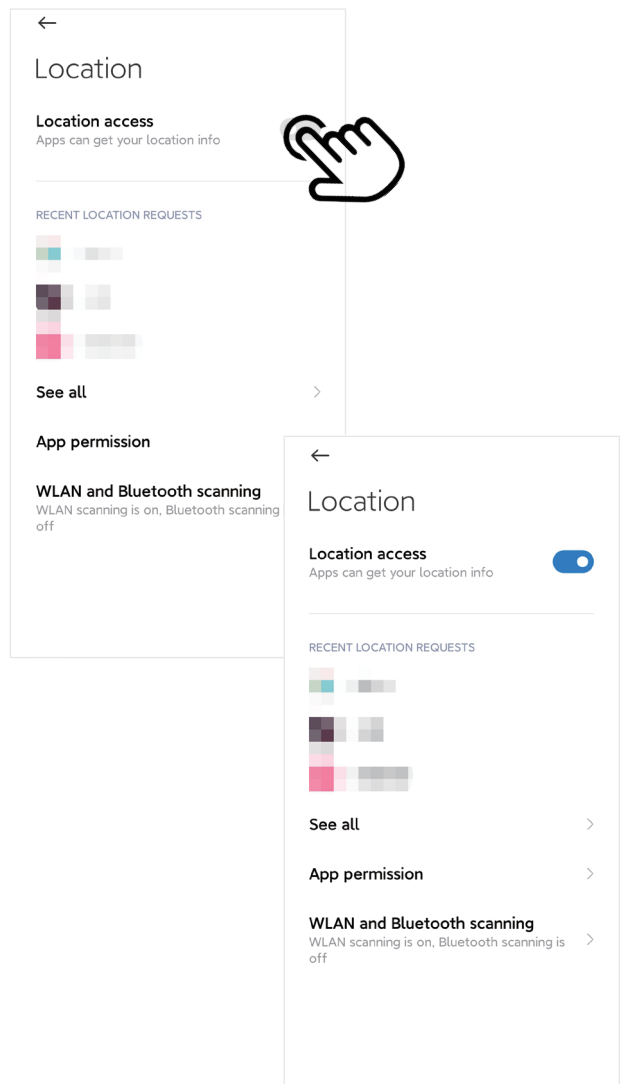 Location
Location access
Apps can get your location info
RECENT LOCATION REQUESTS
See all
App permission
WLAN and Bluetooth scanning
WLAN scanning is on, Bluetooth scanning
off
Location
Location access
Apps can get your location info
RECENT LOCATION REQUESTS
See all
App permission
WLAN and Bluetooth scanning
WLAN scanning is on, Bluetooth scanning is
off